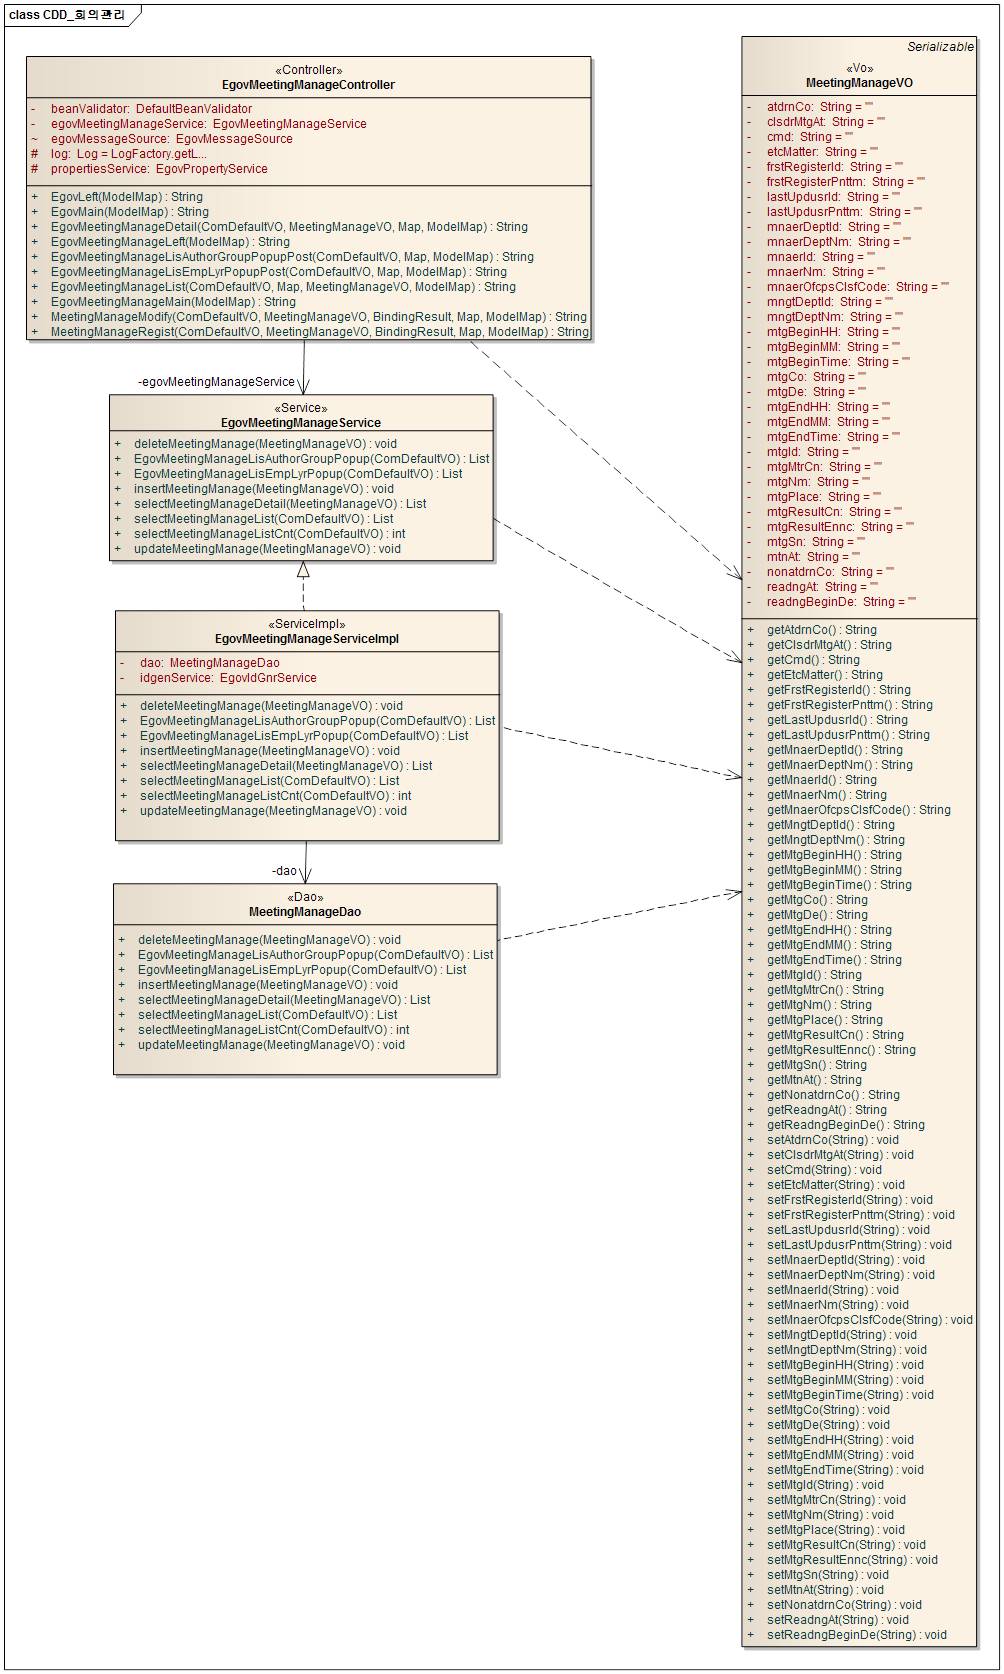 class CDD_회의관리
«Controller»
EgovMeetingManageController
- beanValidator: DefaultBeanValidator
- egovMeetingManageService: EgovMeetingManageService
~ egovMessageSource: EgovMessageSource
# log: Log = LogFactory.getL...
# propertiesService: EgovPropertyService
+ EgovLeft(ModelMap) : String
+ EgovMain(ModelMap) : String
+ EgovMeetingManageDetail(ComDefaultVO, MeetingManageVO, Map, ModelMap) : String
+ EgovMeetingManageLeft(ModelMap) : String
+ EgovMeetingManageLisAuthorGroupPopupPost(ComDefaultVO, Map, ModelMap) : String
+ EgovMeetingManageLisEmpLyrPopupPost(ComDefaultVO, Map, ModelMap) : String
+ EgovMeetingManageList(ComDefaultVO, Map, MeetingManageVO, ModelMap) : String
+ EgovMeetingManageMain(ModelMap) : String
+ MeetingManageModify(ComDefaultVO, MeetingManageVO, BindingResult, Map, ModelMap) : String
+ MeetingManageRegist(ComDefaultVO, MeetingManageVO, BindingResult, Map, ModelMap) : String
-egovMeetingManageService
«Service»
EgovMeetingManageService
+ deleteMeetingManage(MeetingManageVO) : void
+ EgovMeetingManageLisAuthorGroupPopup(ComDefaultVO) : List
+ EgovMeetingManageLisEmpLyrPopup(ComDefaultVO) : List
+ insertMeetingManage(MeetingManageVO) : void
+ selectMeetingManageDetail(MeetingManageVO) : List
+ selectMeetingManageList(ComDefaultVO) : List
+ selectMeetingManageListCnt(ComDefaultVO) : int
+ updateMeetingManage(MeetingManageVO) : void
«ServiceImpl»
EgovMeetingManageServiceImpl
- dao: MeetingManageDao
- idgenService: EgovIdGnrService
+ deleteMeetingManage(MeetingManageVO) : void
+ EgovMeetingManageLisAuthorGroupPopup(ComDefaultVO) : List
+ EgovMeetingManageLisEmpLyrPopup(ComDefaultVO) : List
+ insertMeetingManage(MeetingManageVO) : void
+ selectMeetingManageDetail(MeetingManageVO) : List
+ selectMeetingManageList(ComDefaultVO) : List
+ selectMeetingManageListCnt(ComDefaultVO) : int
+ updateMeetingManage(MeetingManageVO) : void
-dao
«Dao»
MeetingManageDao
+ deleteMeetingManage(MeetingManageVO) : void
+ EgovMeetingManageLisAuthorGroupPopup(ComDefaultVO) : List
+ EgovMeetingManageLisEmpLyrPopup(ComDefaultVO) : List
+ insertMeetingManage(MeetingManageVO) : void
+ selectMeetingManageDetail(MeetingManageVO) : List
+ selectMeetingManageList(ComDefaultVO) : List
+ selectMeetingManageListCnt(ComDefaultVO) : int
+ updateMeetingManage(MeetingManageVO) : void
Serializable
«Vo»
MeetingManageVO
- atdrnCo: String = ""
- clsdrMtgAt: String = ""
- cmd: String = ""
- etcMatter: String = ""
- frstRegisterId: String = ""
- frstRegisterPnttm: String = ""
- lastUpdusrId: String = ""
- lastUpdusrPnttm: String = ""
- mnaerDeptId: String = ""
- mnaerDeptNm: String = ""
- mnaerId: String = ""
- mnaerNm: String = ""
- mnaerOfcpsClsfCode: String = ""
- mngtDeptId: String = ""
- mngtDeptNm: String = ""
- mtgBeginHH: String = ""
- mtgBeginMM: String = ""
- mtgBeginTime: String = ""
- mtgCo: String = ""
- mtgDe: String = ""
- mtgEndHH: String = ""
- mtgEndMM: String = ""
- mtgEndTime: String = ""
- mtgId: String = ""
- mtgMtrCn: String = ""
- mtgNm: String = ""
- mtgPlace: String = ""
- mtgResultCn: String = ""
- mtgResultEnnc: String = ""
- mtgSn: String = ""
- mtnAt: String = ""
- nonatdrnCo: String = ""
- readngAt: String = ""
- readngBeginDe: String = ""
+ getAtdrnCo() : String
+ getClsdrMtgAt() : String
+ getCmd() : String
+ getEtcMatter() : String
+ getFrstRegisterId() : String
+ getFrstRegisterPnttm() : String
+ getLastUpdusrId() : String
+ getLastUpdusrPnttm() : String
+ getMnaerDeptId() : String
+ getMnaerDeptNm() : String
+ getMnaerId() : String
+ getMnaerNm() : String
+ getMnaerOfcpsClsfCode() : String
+ getMngtDeptId() : String
+ getMngtDeptNm() : String
+ getMtgBeginHH() : String
+ getMtgBeginMM() : String
+ getMtgBeginTime() : String
+ getMtgCo() : String
+ getMtgDe() : String
+ getMtgEndHH() : String
+ getMtgEndMM() : String
+ getMtgEndTime() : String
+ getMtgId() : String
+ getMtgMtrCn() : String
+ getMtgNm() : String
+ getMtgPlace() : String
+ getMtgResultCn() : String
+ getMtgResultEnnc() : String
+ getMtgSn() : String
+ getMtnAt() : String
+ getNonatdrnCo() : String
+ getReadngAt() : String
+ getReadngBeginDe() : String
+ setAtdrnCo(String) : void
+ setClsdrMtgAt(String) : void
+ setCmd(String) : void
+ setEtcMatter(String) : void
+ setFrstRegisterId(String) : void
+ setFrstRegisterPnttm(String) : void
+ setLastUpdusrId(String) : void
+ setLastUpdusrPnttm(String) : void
+ setMnaerDeptId(String) : void
+ setMnaerDeptNm(String) : void
+ setMnaerId(String) : void
+ setMnaerNm(String) : void
+ setMnaerOfcpsClsfCode(String) : void
+ setMngtDeptId(String) : void
+ setMngtDeptNm(String) : void
+ setMtgBeginHH(String) : void
+ setMtgBeginMM(String) : void
+ setMtgBeginTime(String) : void
+ setMtgCo(String) : void
+ setMtgDe(String) : void
+ setMtgEndHH(String) : void
+ setMtgEndMM(String) : void
+ setMtgEndTime(String) : void
+ setMtgId(String) : void
+ setMtgMtrCn(String) : void
+ setMtgNm(String) : void
+ setMtgPlace(String) : void
+ setMtgResultCn(String) : void
+ setMtgResultEnnc(String) : void
+ setMtgSn(String) : void
+ setMtnAt(String) : void
+ setNonatdrnCo(String) : void
+ setReadngAt(String) : void
+ setReadngBeginDe(String) : void